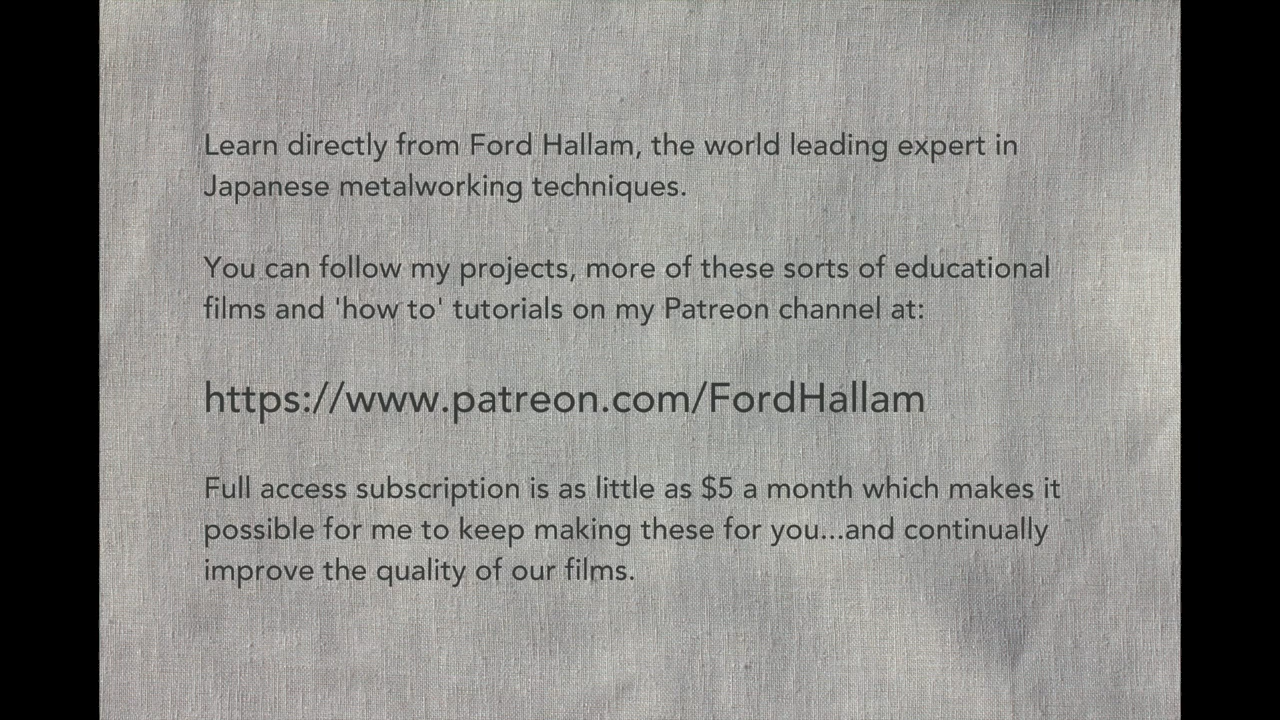 Learn directly from Ford Hallam, the world leading expert in
Japanese metalworking techniques.
You can follow my projects, more of these sorts of educational
films and 'how to' tutorials on my Patreon channel at:
https://www.patreon.com/FordHallam
Full access subscription is as little as $5 a month which makes it
possible for me to keep making these for you...and continually
improve the quality of our films.